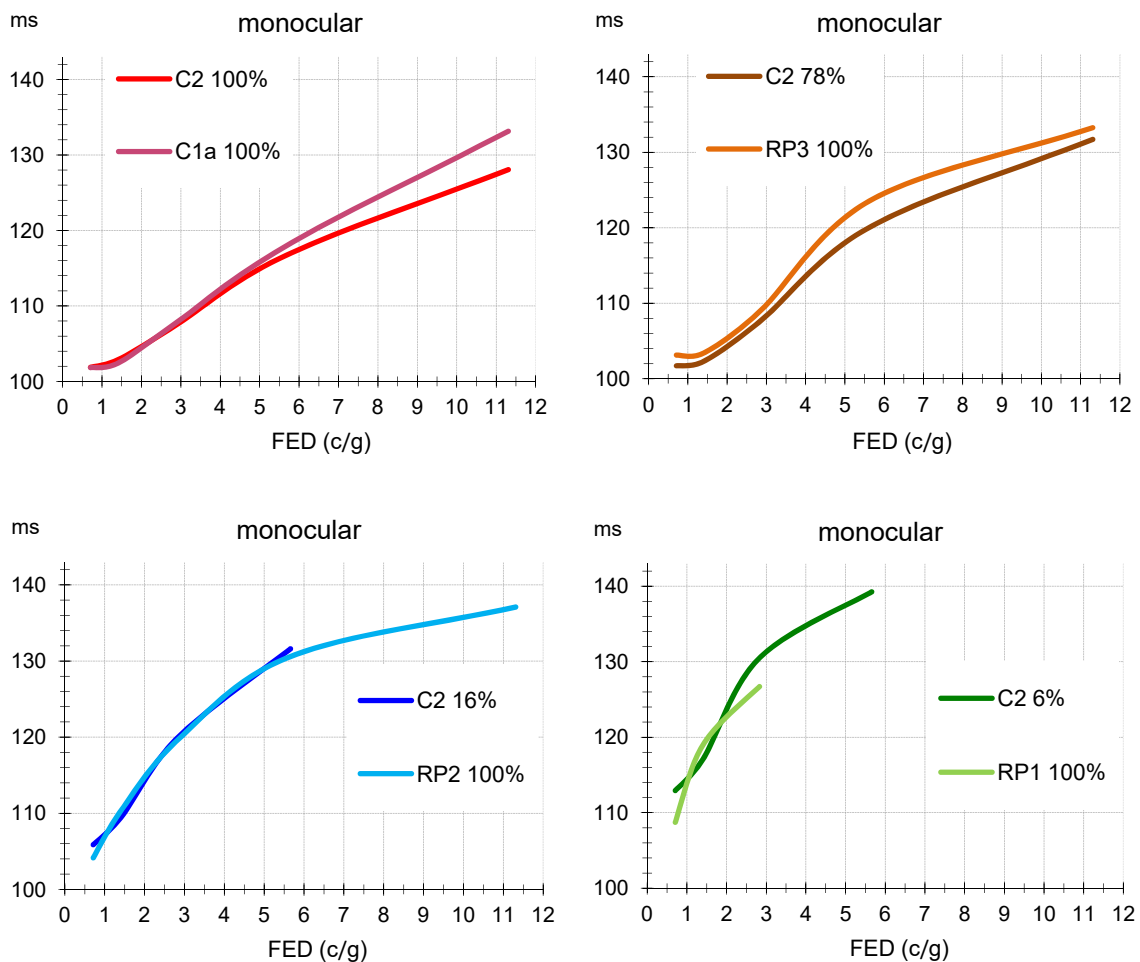 ms
monocular
140
130
120
110
100
C2 100%
C1a 100%
0 1 2 3 4 5 6 7 8 9 10 11 12
FED (c/g)
ms
monocular
140
130
120
110
100
C2 78%
RP3 100%
0 1 2 3 4 5 6 7 8 9 10 11 12
FED (c/g)
ms
monocular
140
130
120
110
100
C2 16%
RP2 100%
0 1 2 3 4 5 6 7 8 9 10 11 12
FED (c/g)
ms
monocular
140
130
120
110
100
C2 6%
RP1 100%
0 1 2 3 4 5 6 7 8 9 10 11 12
FED (c/g)